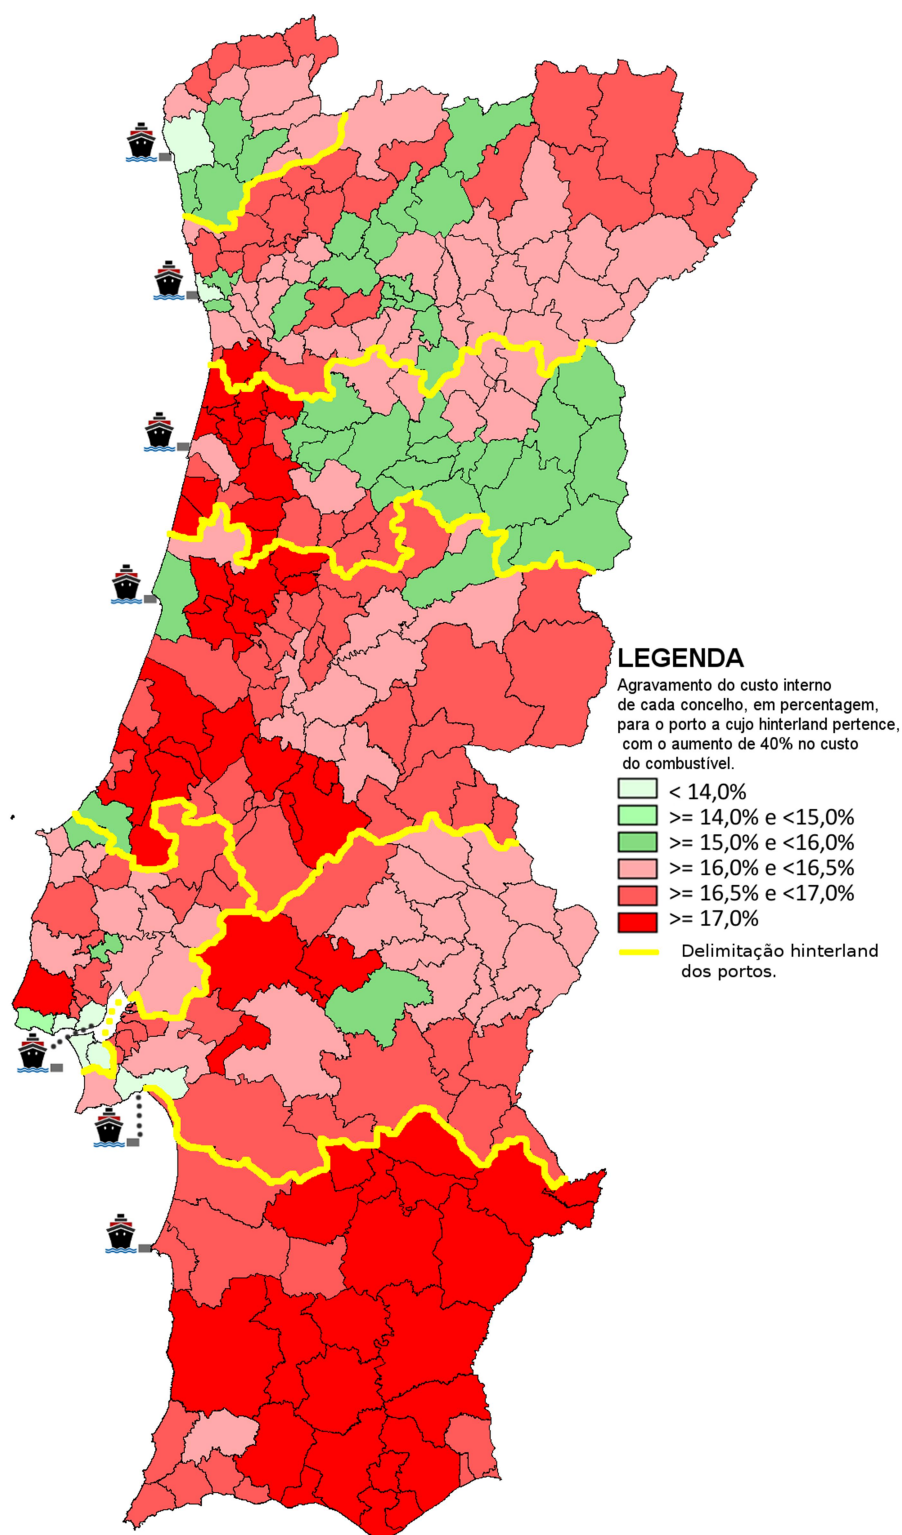 LEGENDA
Agravamento do custo interno
de cada concelho, em percentagem,
para o porto a cujo hinterland pertence,
com o aumento de 40% no custo
do combustível.
< 14,0%
>= 14,0% e <15,0%
>= 15,0% e <16,0%
>= 16,0% e <16,5%
>= 16,5% e <17,0%
>= 17,0%
Delimitação hinterland
dos portos.